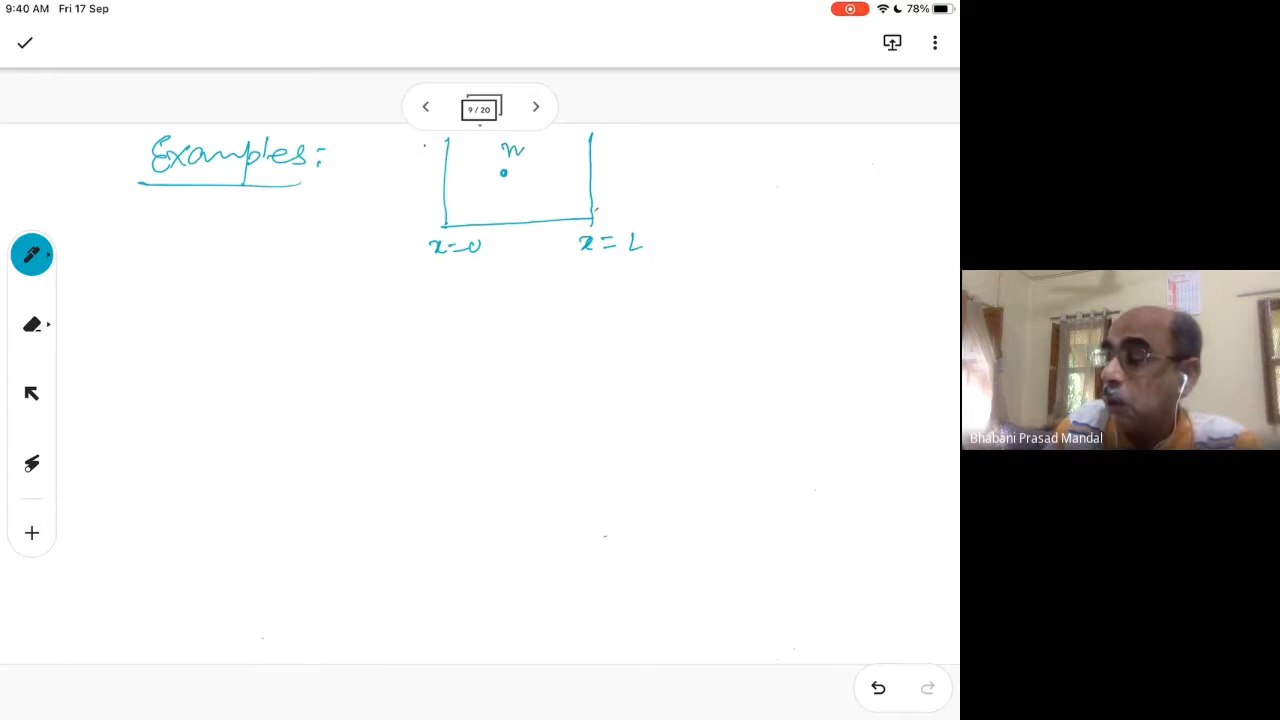 9:40 AM Fri 17 Sep
78%
9 / 20
Examples:
m
x=0
x = L
Bhabani Prasad Mandal